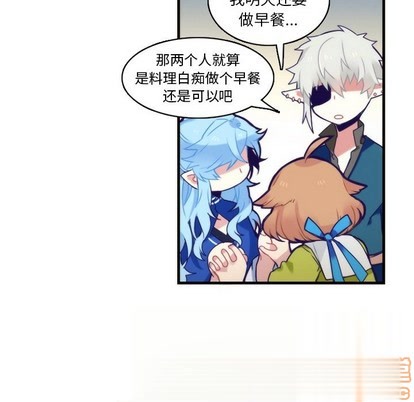 我明天还要
做早餐...
那两个人就算
是料理白痴做个早餐
还是可以吧